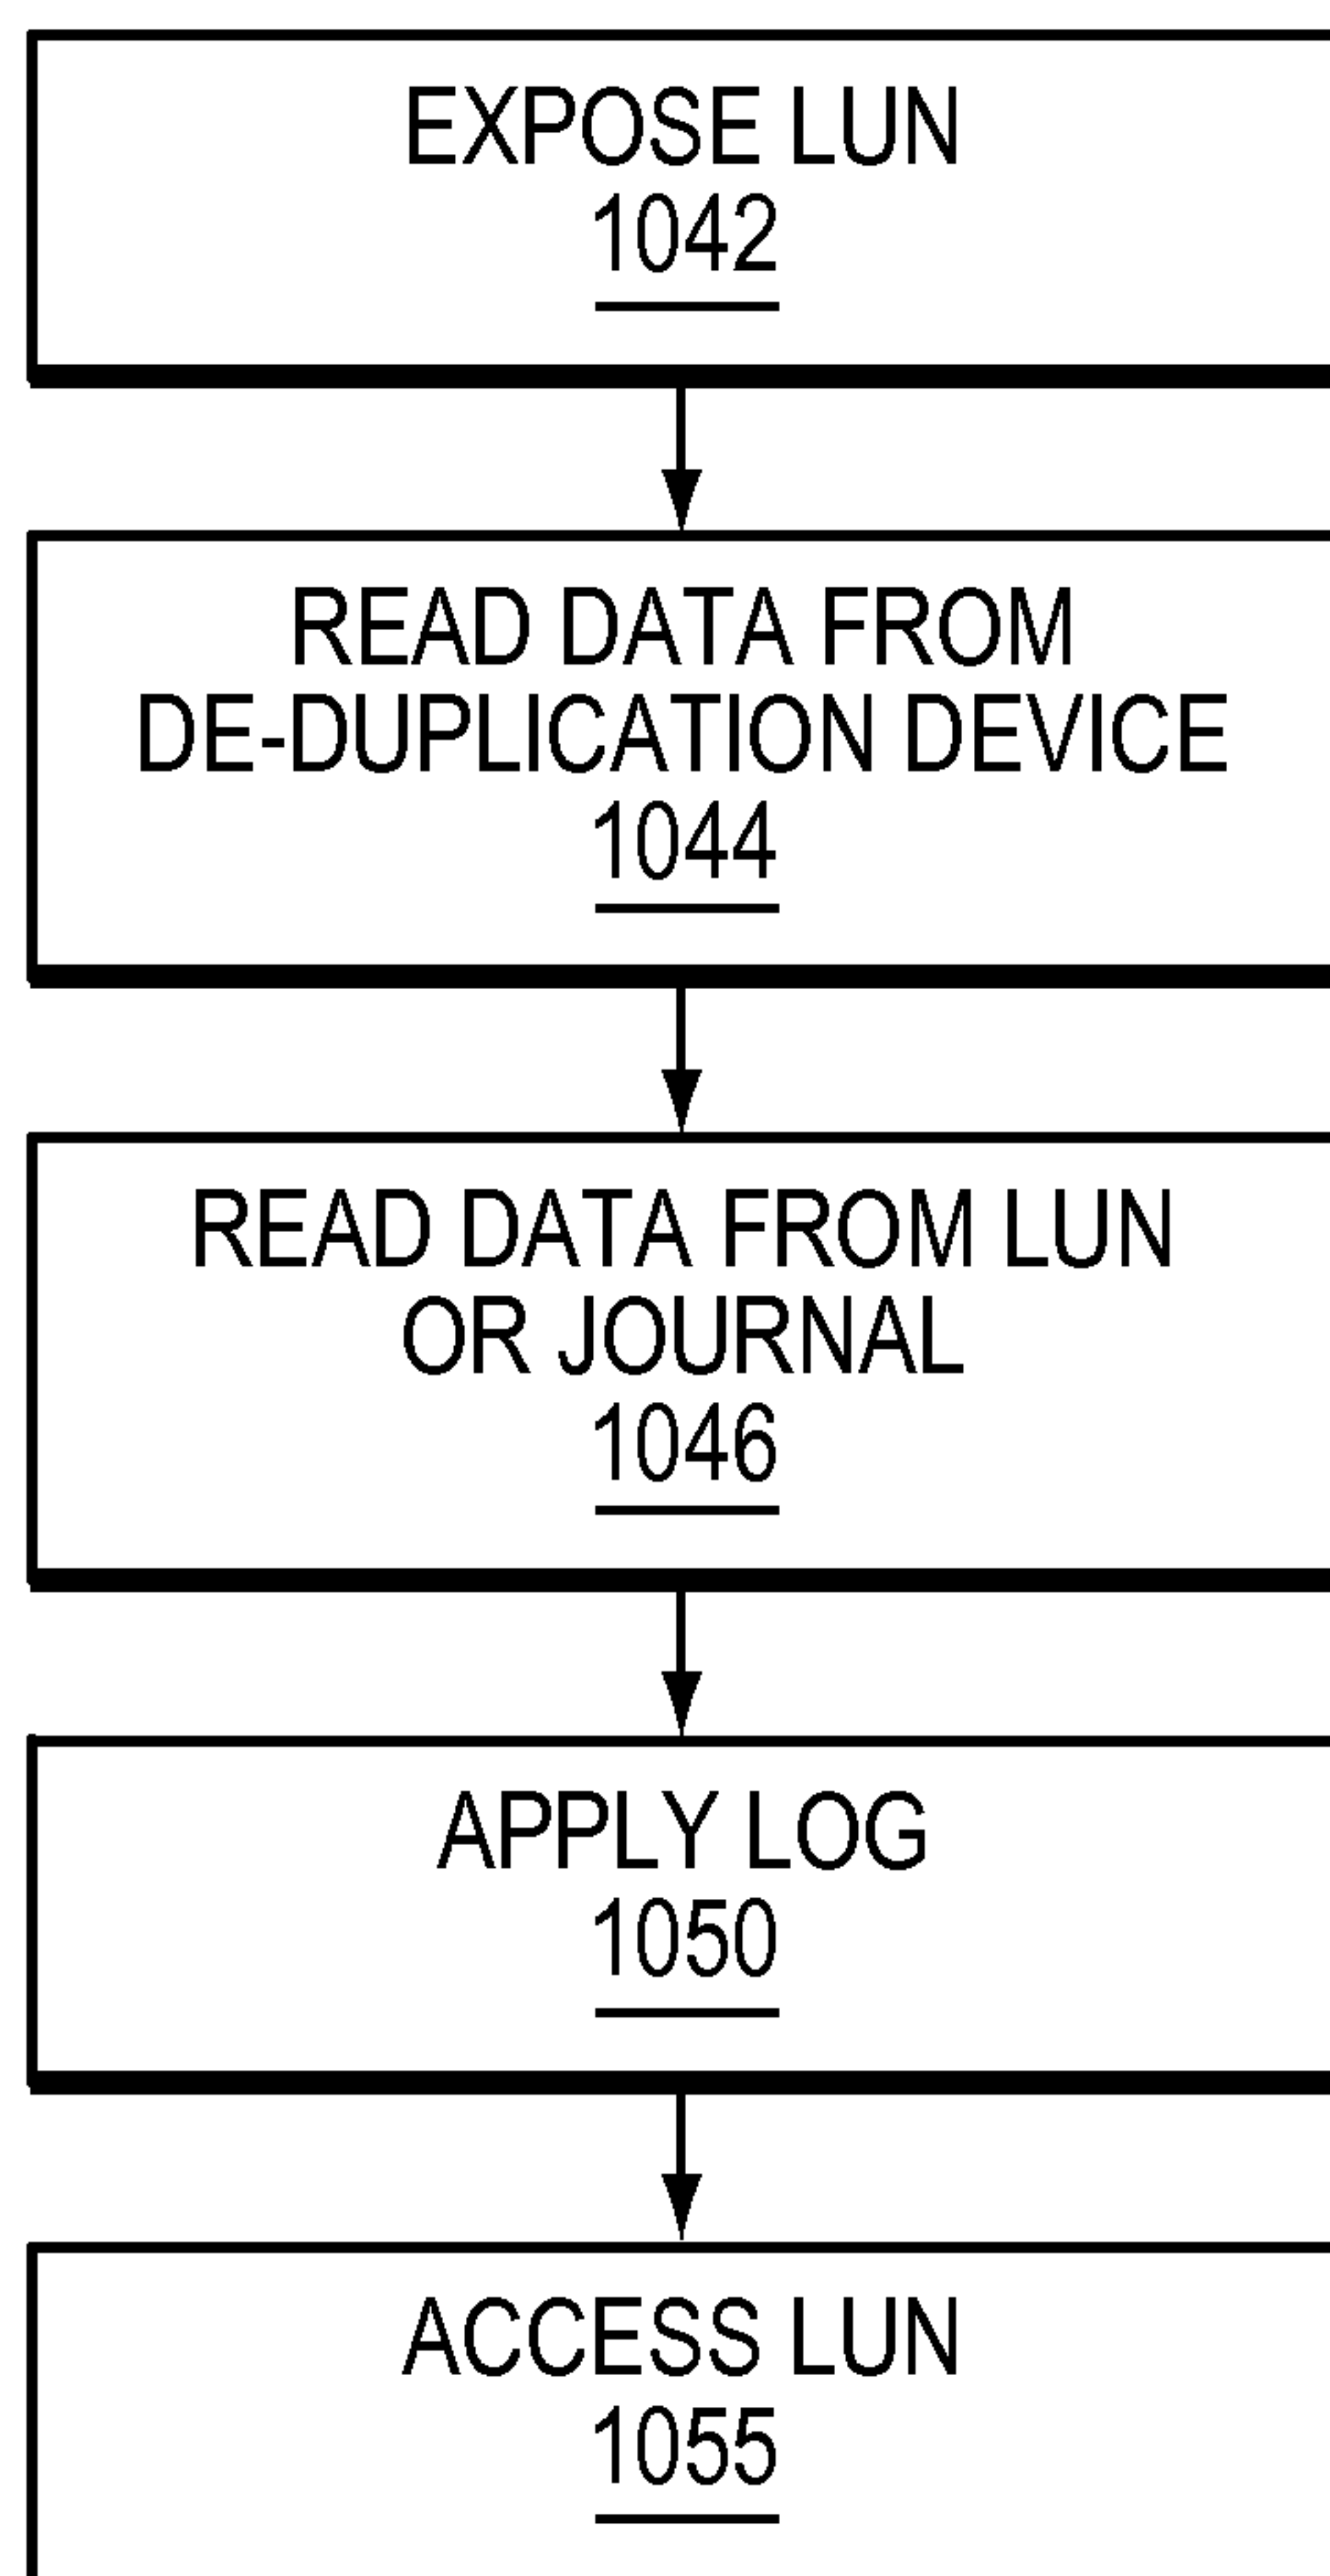 EXPOSE LUN
1042
READ DATA FROM
DE-DUPLICATION DEVICE
1044
READ DATA FROM LUN
OR JOURNAL
1046
APPLY LOG
1050
ACCESS LUN
1055